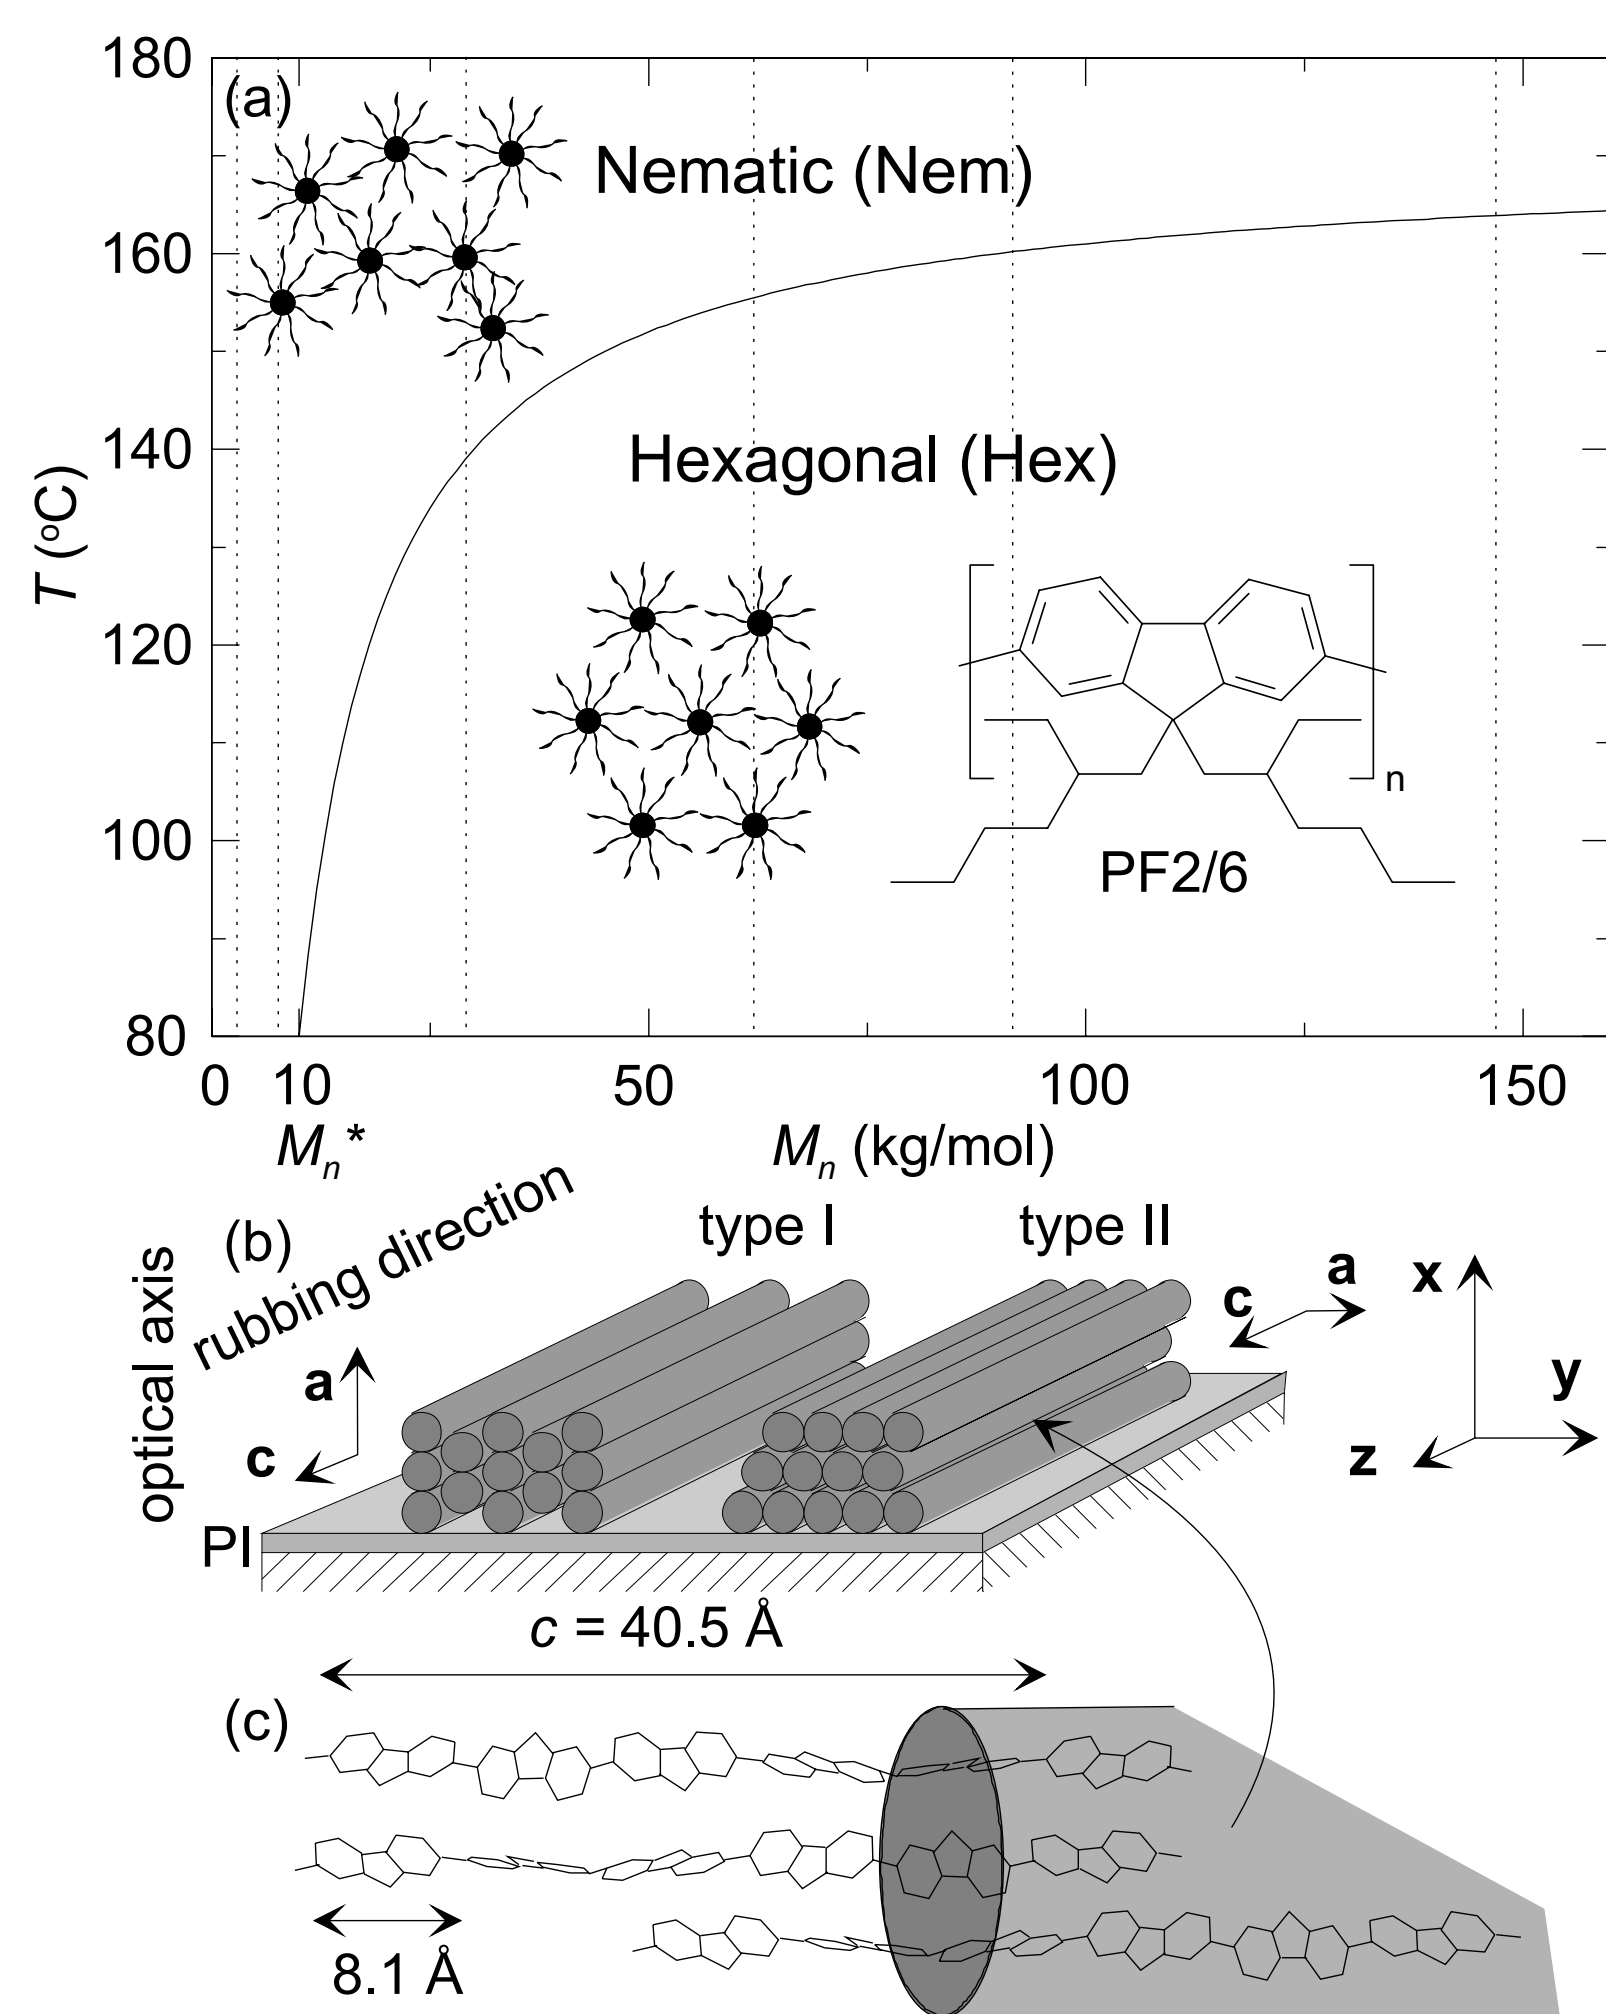 180
(a)
Nematic (Nem)
160
140
Hexagonal (Hex)
T (°C)
120
n
100
PF2/6
80
0 10 50 100 150
Mn* Mn (kg/mol)
(b)
rubbing direction
optical axis
type I type II
a
c
c
a
x
y
z
PI
c = 40.5 Å
(c)
8.1 Å